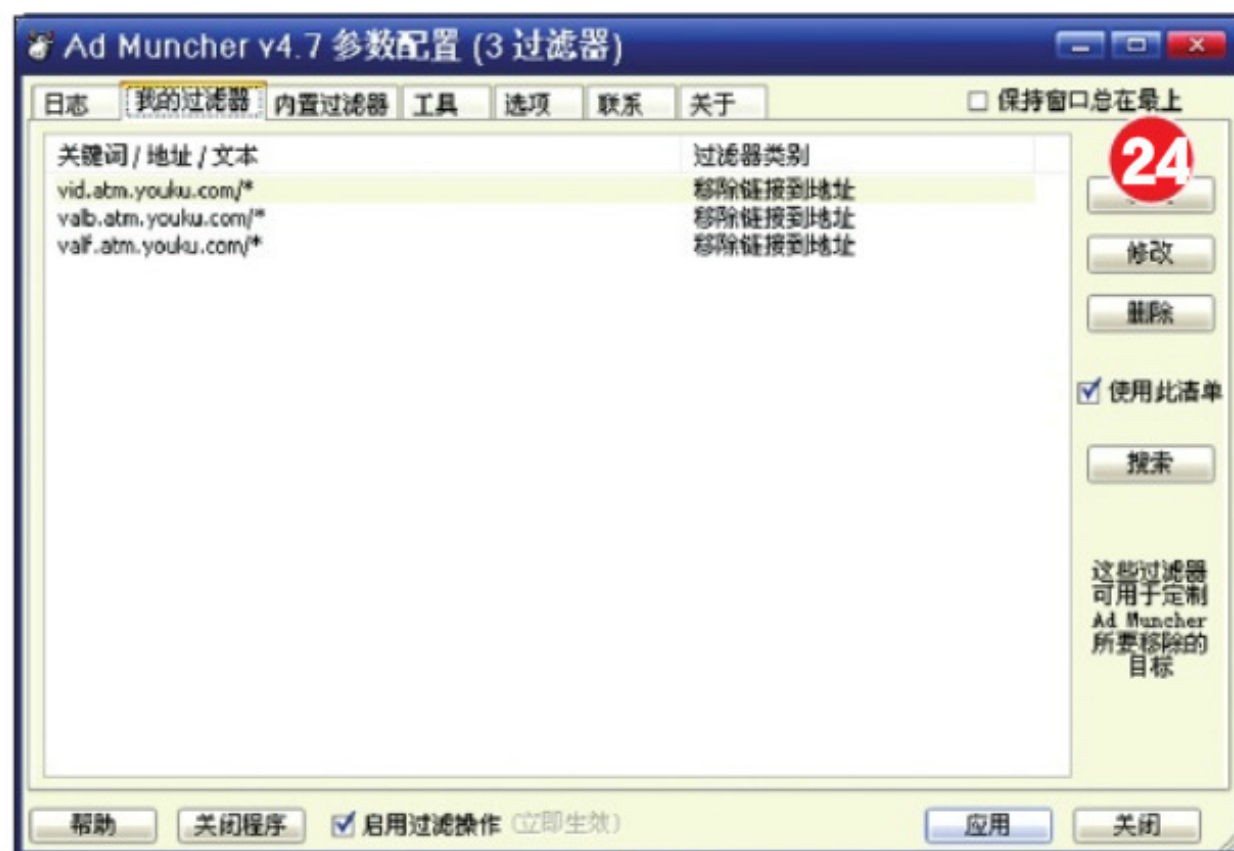 Ad Muncher v4.7 参数配置 (3 过滤器)
日志 我的过滤器 内置过滤器 工具 选项 联系 关于 保持窗口总在最上
关键词 / 地址 / 文本 过滤器类别
24
vid.atm.youku.com/* 移除链接到地址
valb.atm.youku.com/* 移除链接到地址
valf.atm.youku.com/* 移除链接到地址
修改
删除
使用此清单
搜索
这些过滤器
可用于定制
Ad Muncher
所要移除的
目标
帮助 关闭程序 启用过滤操作 (立即生效) 应用 关闭